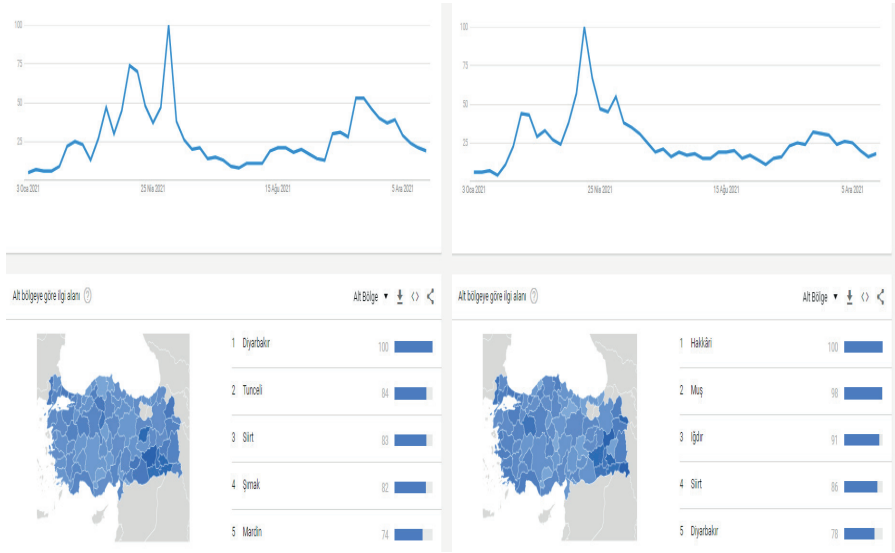 100
75
50
25
3 Oca 2021
25 Nis 2021
15 Ağu 2021
5 Ara 2021
100
75
50
25
3 Oca 2021
25 Nis 2021
15 Ağu 2021
5 Ara 2021
Alt bölgeye göre ilgi alanı ?
Alt Bölge
1 Diyarbakır 100
2 Tunceli 84
3 Siirt 83
4 Şırnak 82
5 Mardin 74
Alt bölgeye göre ilgi alanı ?
Alt Bölge
1 Hakkâri 100
2 Muş 98
3 Iğdır 91
4 Siirt 86
5 Diyarbakır 78